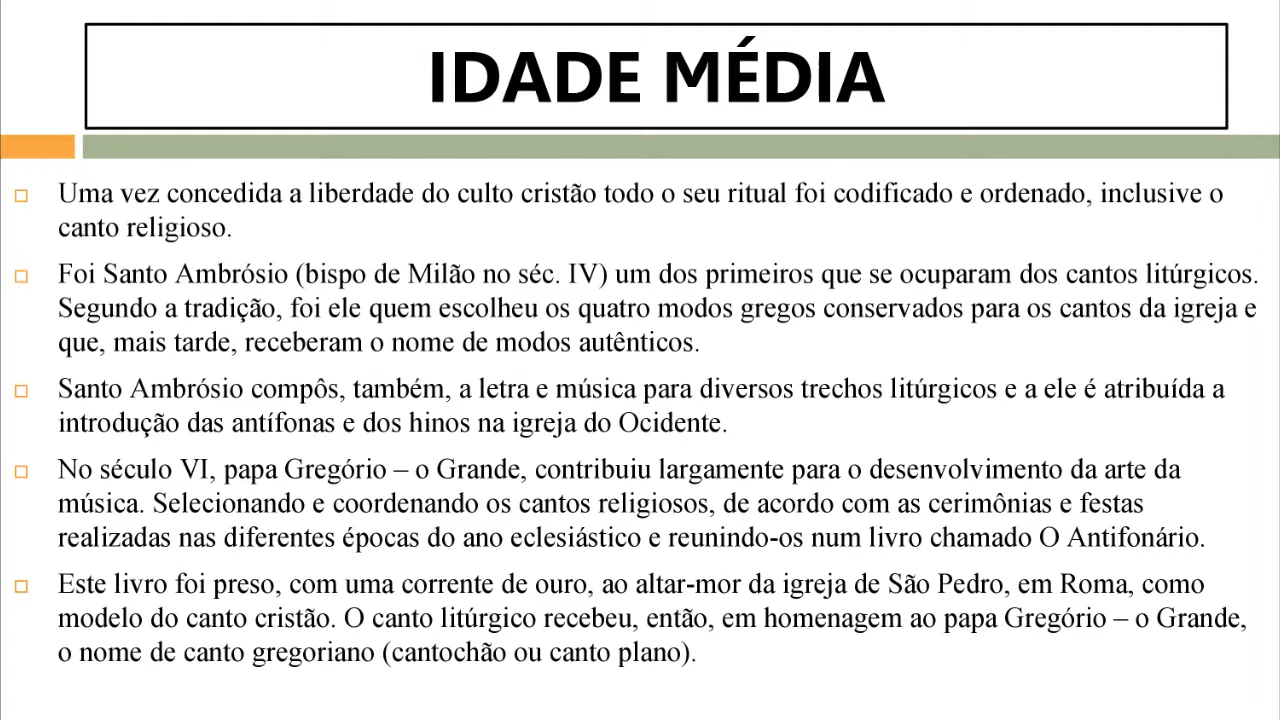 IDADE MÉDIA
Uma vez concedida a liberdade do culto cristão todo o seu ritual foi codificado e ordenado, inclusive o
canto religioso.
Foi Santo Ambrósio (bispo de Milão no séc. IV) um dos primeiros que se ocuparam dos cantos litúrgicos.
Segundo a tradição, foi ele quem escolheu os quatro modos gregos conservados para os cantos da igreja e
que, mais tarde, receberam o nome de modos autênticos.
Santo Ambrósio compôs, também, a letra e música para diversos trechos litúrgicos e a ele é atribuída a
introdução das antífonas e dos hinos na igreja do Ocidente.
No século VI, papa Gregório – o Grande, contribuiu largamente para o desenvolvimento da arte da
música. Selecionando e coordenando os cantos religiosos, de acordo com as cerimônias e festas
realizadas nas diferentes épocas do ano eclesiástico e reunindo-os num livro chamado O Antifonário.
Este livro foi preso, com uma corrente de ouro, ao altar-mor da igreja de São Pedro, em Roma, como
modelo do canto cristão. O canto litúrgico recebeu, então, em homenagem ao papa Gregório – o Grande,
o nome de canto gregoriano (cantochão ou canto plano).